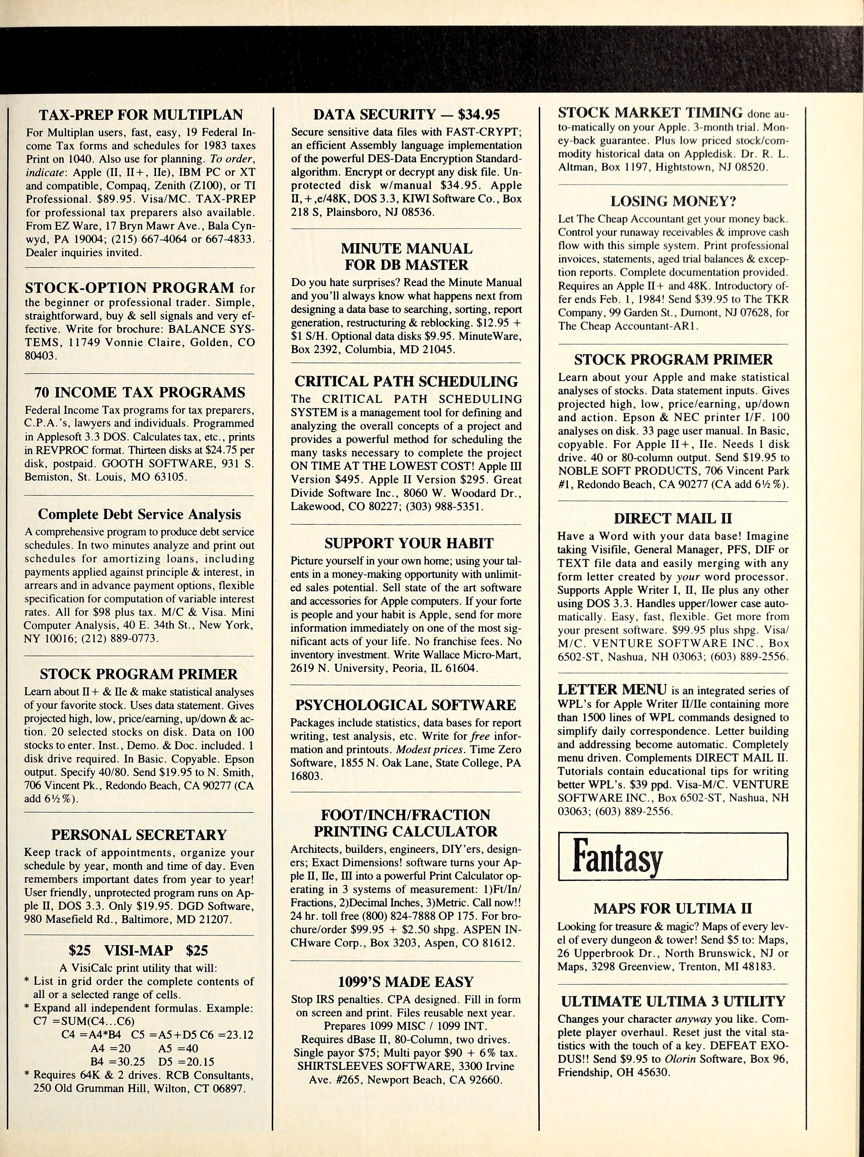 TAX-PREP FOR MULTIPLAN
For Multiplan users, fast, easy, 19 Federal In-
come Tax forms and schedules for 1983 taxes
Print on 1040. Also use for planning. To order,
indicate: Apple (II, II+, IIe), IBM PC or XT
and compatible, Compaq, Zenith (Z100), or TI
Professional. $89.95. Visa/MC. TAX-PREP
for professional tax preparers also available.
From EZ Ware, 17 Bryn Mawr Ave., Bala Cyn-
wyd, PA 19004; (215) 667-4064 or 667-4833.
Dealer inquiries invited.
STOCK-OPTION PROGRAM for
the beginner or professional trader. Simple,
straightforward, buy & sell signals and very ef-
fective. Write for brochure: BALANCE SYS-
TEMS, 11749 Vonnie Claire, Golden, CO
80403.
70 INCOME TAX PROGRAMS
Federal Income Tax programs for tax preparers,
C.P.A.'s, lawyers and individuals. Programmed
in Applesoft 3.3 DOS. Calculates tax, etc., prints
in REVPROC format. Thirteen disks at $24.75 per
disk, postpaid. GOOTH SOFTWARE, 931 S.
Bemiston, St. Louis, MO 63105.
Complete Debt Service Analysis
A comprehensive program to produce debt service
schedules. In two minutes analyze and print out
schedules for amortizing loans, including
payments applied against principle & interest, in
arrears and in advance payment options, flexible
specification for computation of variable interest
rates. All for $98 plus tax. M/C & Visa. Mini
Computer Analysis, 40 E. 34th St., New York,
NY 10016; (212) 889-0773.
STOCK PROGRAM PRIMER
Learn about II+ & IIe & make statistical analyses
of your favorite stock. Uses data statement. Gives
projected high, low, price/earning, up/down & ac-
tion. 20 selected stocks on disk. Data on 100
stocks to enter. Inst., Demo. & Doc. included. 1
disk drive required. In Basic. Copyable. Epson
output. Specify 40/80. Send $19.95 to N. Smith,
706 Vincent Pk., Redondo Beach, CA 90277 (CA
add 6½%).
PERSONAL SECRETARY
Keep track of appointments, organize your
schedule by year, month and time of day. Even
remembers important dates from year to year!
User friendly, unprotected program runs on Ap-
ple II, DOS 3.3. Only $19.95. DGD Software,
980 Masefield Rd., Baltimore, MD 21207.
$25 VISI-MAP $25
A VisiCalc print utility that will:
* List in grid order the complete contents of
all or a selected range of cells.
* Expand all independent formulas. Example:
C7 =SUM(C4...C6)
C4 =A4*B4 C5 =A5+D5 C6 =23.12
A4 =20 A5 =40
B4 =30.25 D5 =20.15
* Requires 64K & 2 drives. RCB Consultants,
250 Old Grumman Hill, Wilton, CT 06897.
DATA SECURITY — $34.95
Secure sensitive data files with FAST-CRYPT;
an efficient Assembly language implementation
of the powerful DES-Data Encryption Standard-
algorithm. Encrypt or decrypt any disk file. Un-
protected disk w/manual $34.95. Apple
II,+,e/48K, DOS 3.3, KIWI Software Co., Box
218 S, Plainsboro, NJ 08536.
MINUTE MANUAL
FOR DB MASTER
Do you hate surprises? Read the Minute Manual
and you'll always know what happens next from
designing a data base to searching, sorting, report
generation, restructuring & reblocking. $12.95 +
$1 S/H. Optional data disks $9.95. MinuteWare,
Box 2392, Columbia, MD 21045.
CRITICAL PATH SCHEDULING
The CRITICAL PATH SCHEDULING
SYSTEM is a management tool for defining and
analyzing the overall concepts of a project and
provides a powerful method for scheduling the
many tasks necessary to complete the project
ON TIME AT THE LOWEST COST! Apple III
Version $495. Apple II Version $295. Great
Divide Software Inc., 8060 W. Woodard Dr.,
Lakewood, CO 80227; (303) 988-5351.
SUPPORT YOUR HABIT
Picture yourself in your own home; using your tal-
ents in a money-making opportunity with unlimit-
ed sales potential. Sell state of the art software
and accessories for Apple computers. If your forte
is people and your habit is Apple, send for more
information immediately on one of the most sig-
nificant acts of your life. No franchise fees. No
inventory investment. Write Wallace Micro-Mart,
2619 N. University, Peoria, IL 61604.
PSYCHOLOGICAL SOFTWARE
Packages include statistics, data bases for report
writing, test analysis, etc. Write for free infor-
mation and printouts. Modest prices. Time Zero
Software, 1855 N. Oak Lane, State College, PA
16803.
FOOT/INCH/FRACTION
PRINTING CALCULATOR
Architects, builders, engineers, DIY'ers, design-
ers; Exact Dimensions! software turns your Ap-
ple II, IIe, III into a powerful Print Calculator op-
erating in 3 systems of measurement: 1)Ft/In/
Fractions, 2)Decimal Inches, 3)Metric. Call now!!
24 hr. toll free (800) 824-7888 OP 175. For bro-
chure/order $99.95 + $2.50 shpg. ASPEN IN-
CHware Corp., Box 3203, Aspen, CO 81612.
1099'S MADE EASY
Stop IRS penalties. CPA designed. Fill in form
on screen and print. Files reusable next year.
Prepares 1099 MISC / 1099 INT.
Requires dBase II, 80-Column, two drives.
Single payor $75; Multi payor $90 + 6% tax.
SHIRTSLEEVES SOFTWARE, 3300 Irvine
Ave. #265, Newport Beach, CA 92660.
STOCK MARKET TIMING done au-
to-matically on your Apple. 3-month trial. Mon-
ey-back guarantee. Plus low priced stock/com-
modity historical data on Appledisk. Dr. R. L.
Altman, Box 1197, Hightstown, NJ 08520.
LOSING MONEY?
Let The Cheap Accountant get your money back.
Control your runaway receivables & improve cash
flow with this simple system. Print professional
invoices, statements, aged trial balances & excep-
tion reports. Complete documentation provided.
Requires an Apple II+ and 48K. Introductory of-
fer ends Feb. 1, 1984! Send $39.95 to The TKR
Company, 99 Garden St., Dumont, NJ 07628, for
The Cheap Accountant-AR1.
STOCK PROGRAM PRIMER
Learn about your Apple and make statistical
analyses of stocks. Data statement inputs. Gives
projected high, low, price/earning, up/down
and action. Epson & NEC printer I/F. 100
analyses on disk. 33 page user manual. In Basic,
copyable. For Apple II+, IIe. Needs 1 disk
drive. 40 or 80-column output. Send $19.95 to
NOBLE SOFT PRODUCTS, 706 Vincent Park
#1, Redondo Beach, CA 90277 (CA add 6½%).
DIRECT MAIL II
Have a Word with your data base! Imagine
taking Visifile, General Manager, PFS, DIF or
TEXT file data and easily merging with any
form letter created by your word processor.
Supports Apple Writer I, II, IIe plus any other
using DOS 3.3. Handles upper/lower case auto-
matically. Easy, fast, flexible. Get more from
your present software. $99.95 plus shpg. Visa/
M/C. VENTURE SOFTWARE INC., Box
6502-ST, Nashua, NH 03063; (603) 889-2556.
LETTER MENU is an integrated series of
WPL's for Apple Writer II/IIe containing more
than 1500 lines of WPL commands designed to
simplify daily correspondence. Letter building
and addressing become automatic. Completely
menu driven. Complements DIRECT MAIL II.
Tutorials contain educational tips for writing
better WPL's. $39 ppd. Visa-M/C. VENTURE
SOFTWARE INC., Box 6502-ST, Nashua, NH
03063; (603) 889-2556.
Fantasy
MAPS FOR ULTIMA II
Looking for treasure & magic? Maps of every lev-
el of every dungeon & tower! Send $5 to: Maps,
26 Upperbrook Dr., North Brunswick, NJ or
Maps, 3298 Greenview, Trenton, MI 48183.
ULTIMATE ULTIMA 3 UTILITY
Changes your character anyway you like. Com-
plete player overhaul. Reset just the vital sta-
tistics with the touch of a key. DEFEAT EXO-
DUS!! Send $9.95 to Olorin Software, Box 96,
Friendship, OH 45630.